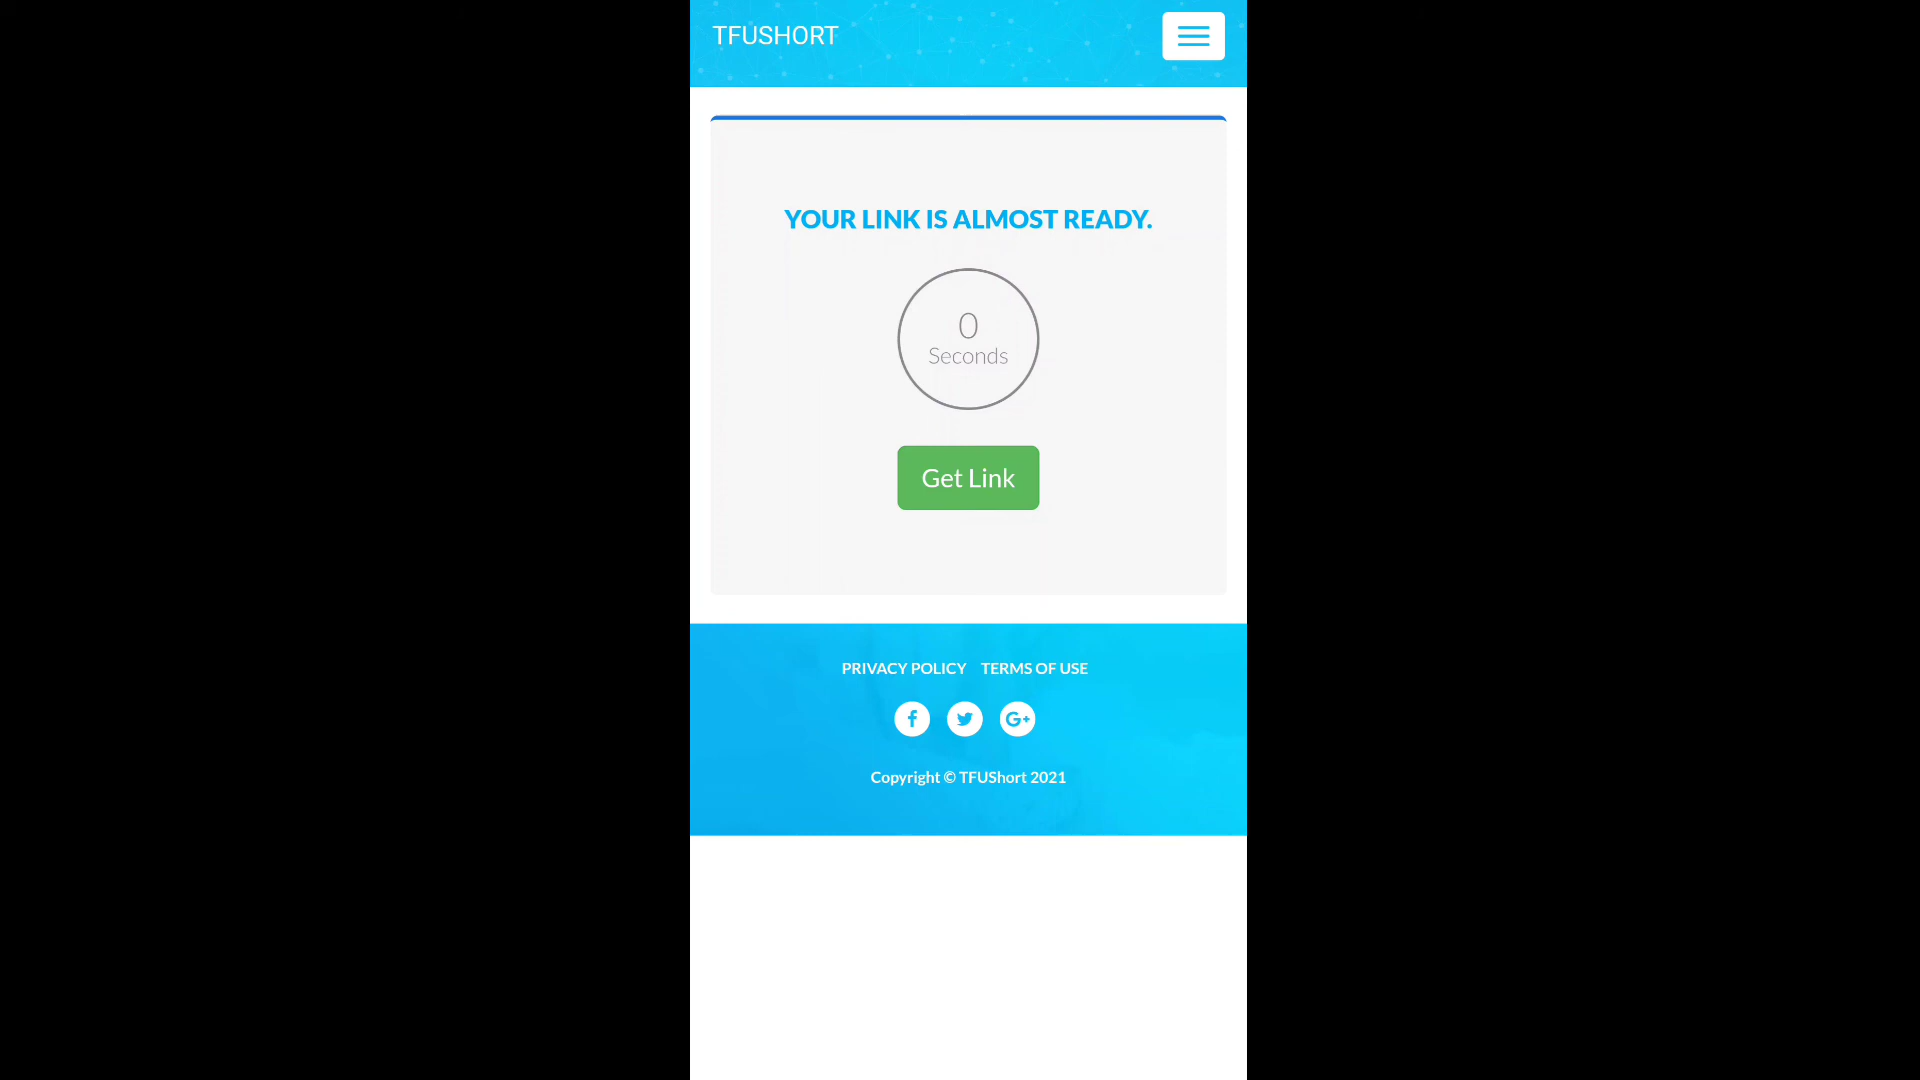 TFUSHORT
YOUR LINK IS ALMOST READY.
0
Seconds
Get Link
PRIVACY POLICY TERMS OF USE
G+
Copyright © TFUShort 2021